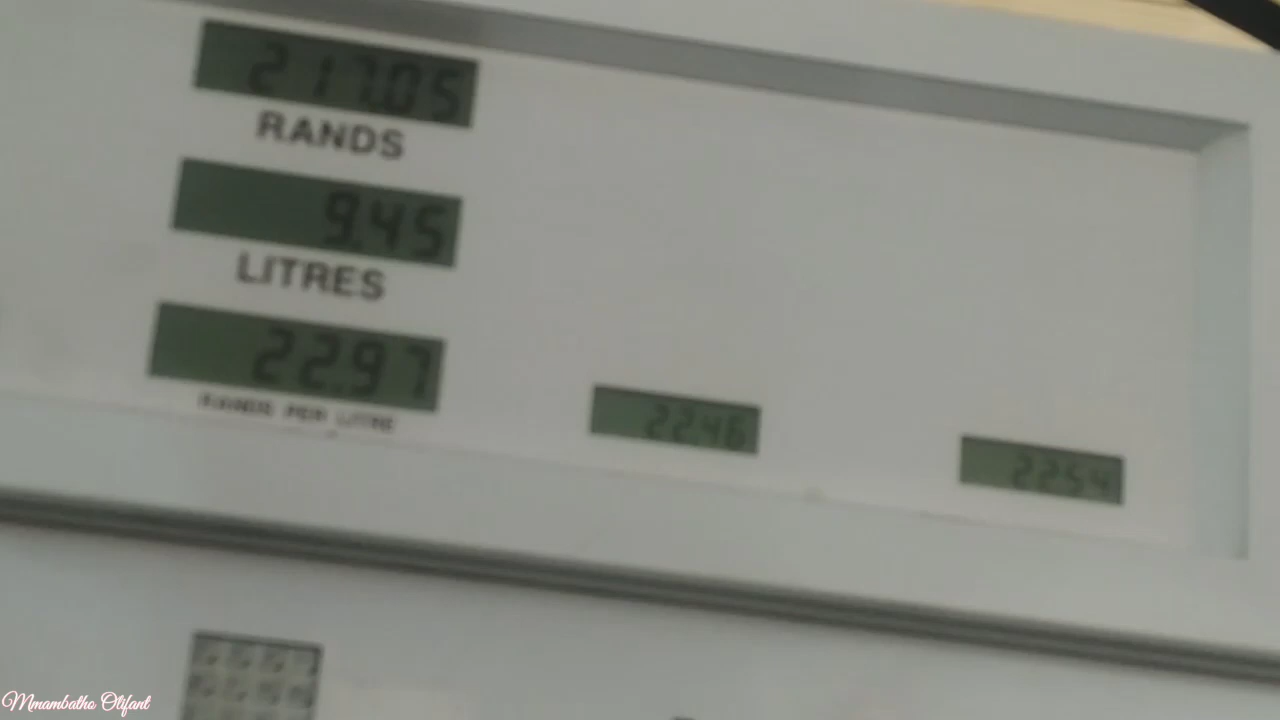 217.05
RANDS
9.45
LITRES
22.97
RANDS PER LITRE
22.46
22.54
Mmambatho Olifant